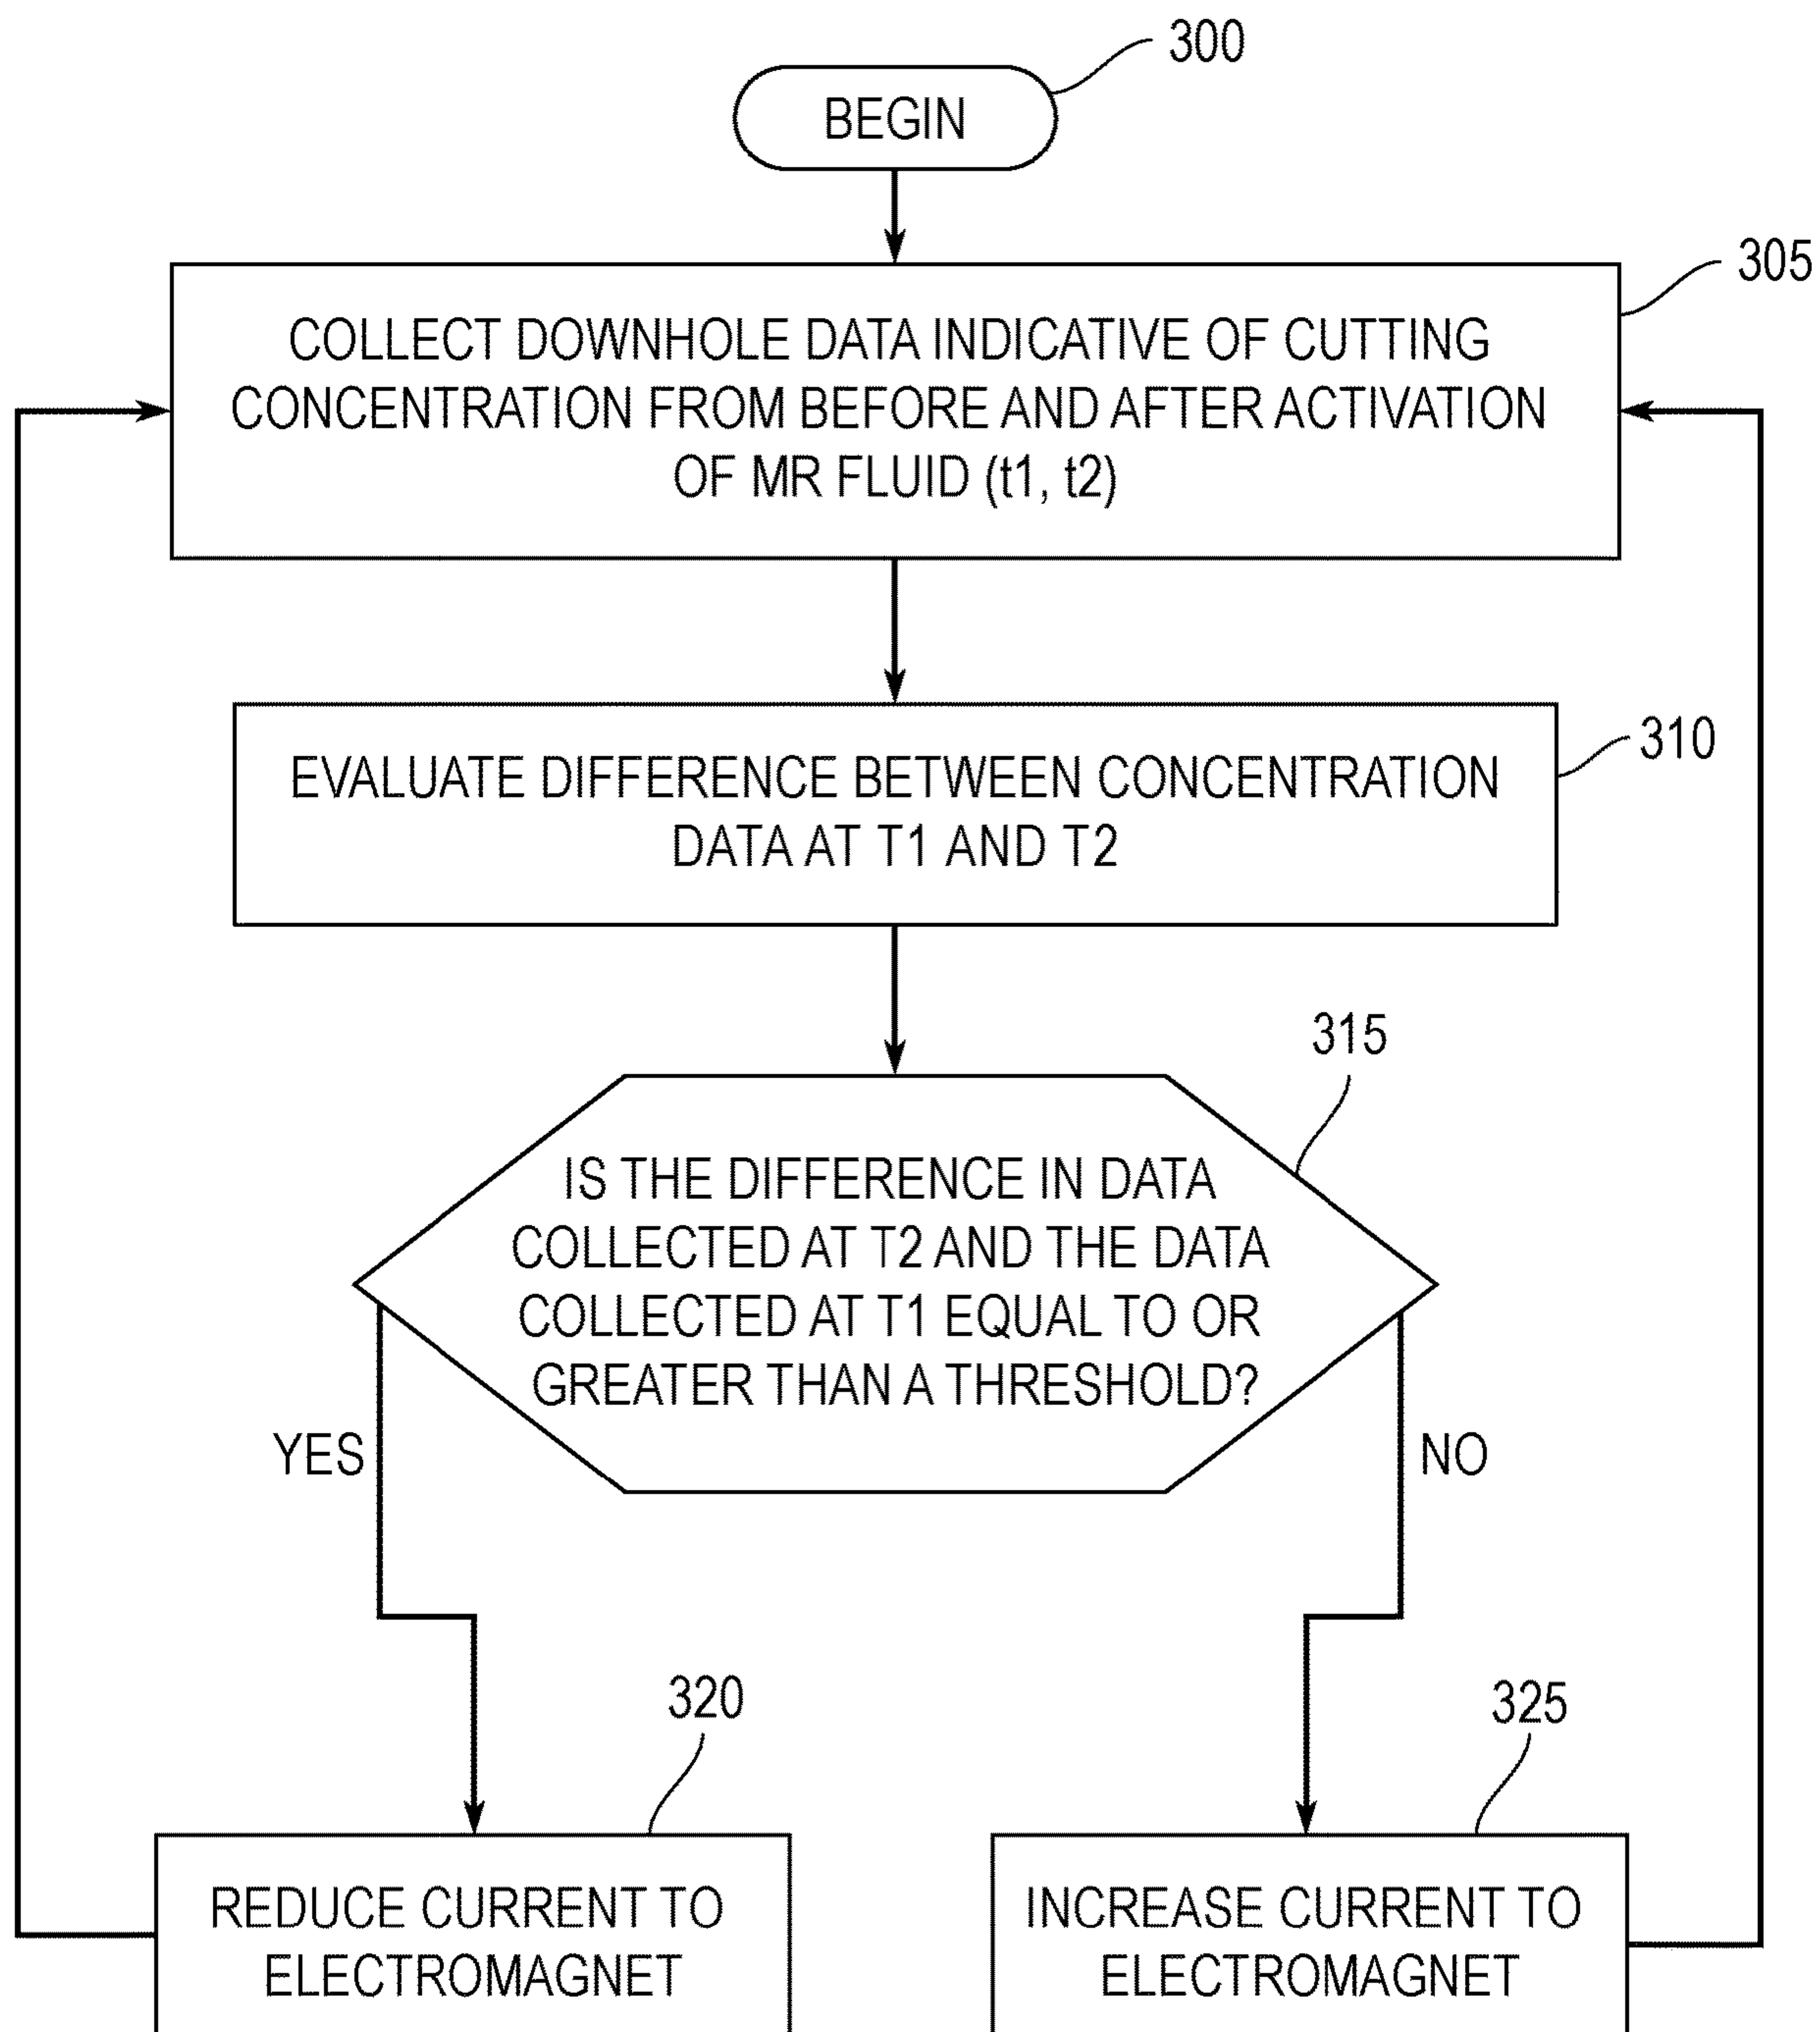 300
BEGIN
305
COLLECT DOWNHOLE DATA INDICATIVE OF CUTTING
CONCENTRATION FROM BEFORE AND AFTER ACTIVATION
OF MR FLUID (t1, t2)
310
EVALUATE DIFFERENCE BETWEEN CONCENTRATION
DATA AT T1 AND T2
315
IS THE DIFFERENCE IN DATA
COLLECTED AT T2 AND THE DATA
COLLECTED AT T1 EQUAL TO OR
GREATER THAN A THRESHOLD?
YES
NO
320
325
REDUCE CURRENT TO
ELECTROMAGNET
INCREASE CURRENT TO
ELECTROMAGNET